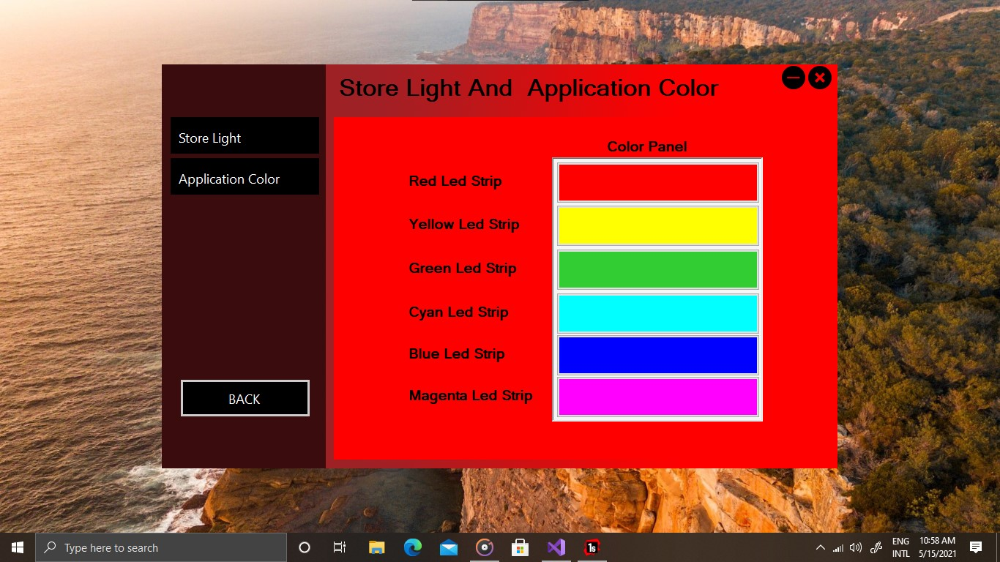 Store Light And  Application Color
Store Light
Application Color
BACK
Color Panel
Red Led Strip
Yellow Led Strip
Green Led Strip
Cyan Led Strip
Blue Led Strip
Magenta Led Strip
Type here to search
1s
ENG
INTL
10:58 AM
5/15/2021